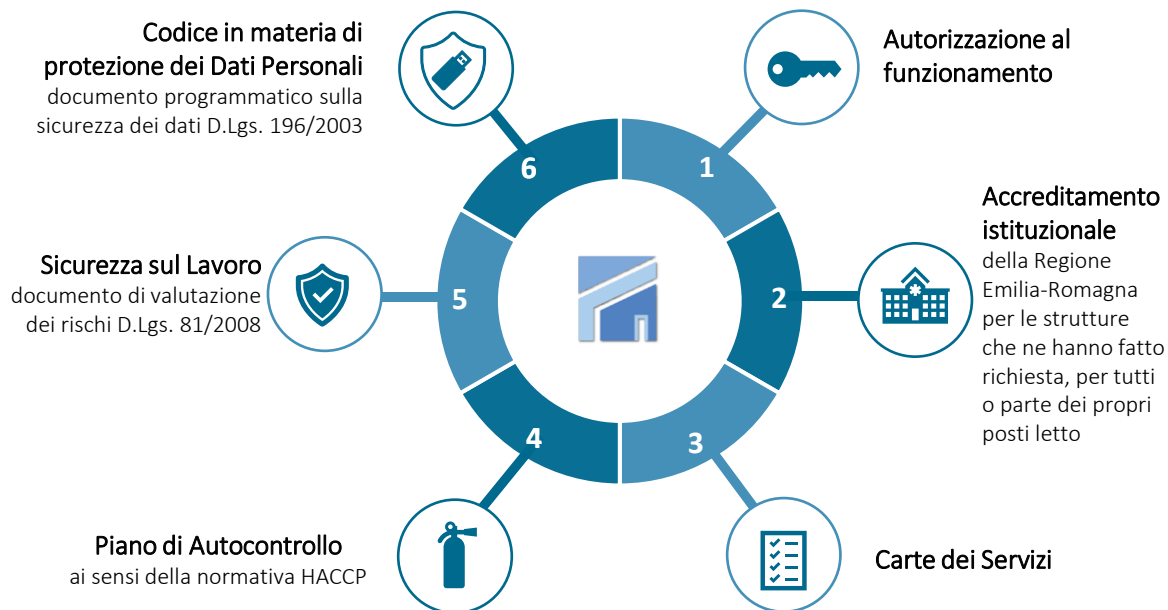 1
Autorizzazione al
funzionamento
2
Accreditamento
istituzionale
della Regione
Emilia-Romagna
per le strutture
che ne hanno fatto
richiesta, per tutti
o parte dei propri
posti letto
3
Carte dei Servizi
4
Piano di Autocontrollo
ai sensi della normativa HACCP
5
Sicurezza sul Lavoro
documento di valutazione
dei rischi D.Lgs. 81/2008
6
Codice in materia di
protezione dei Dati Personali
documento programmatico sulla
sicurezza dei dati D.Lgs. 196/2003